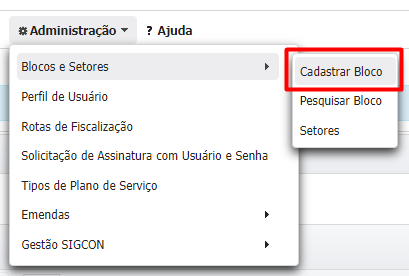 Administração
? Ajuda
Blocos e Setores
Cadastrar Bloco
Perfil de Usuário
Pesquisar Bloco
Rotas de Fiscalização
Setores
Solicitação de Assinatura com Usuário e Senha
Tipos de Plano de Serviço
Emendas
Gestão SIGCON